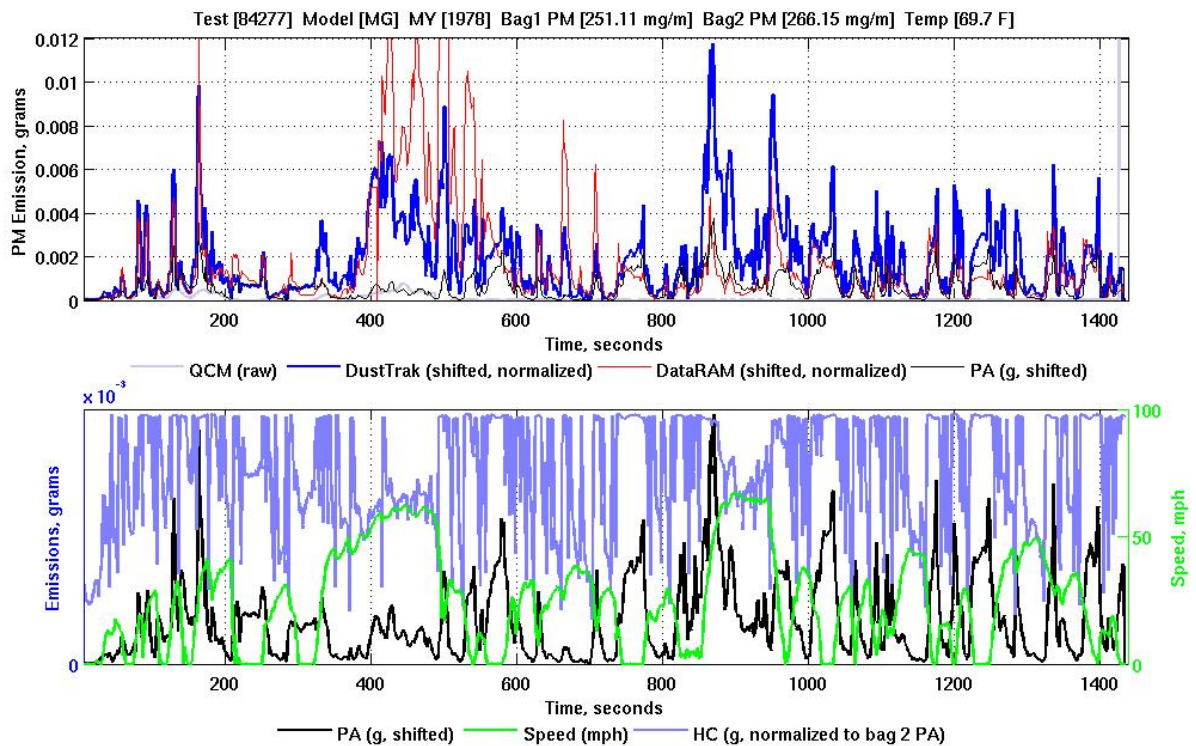 Test [84277] Model [MG] MY [1978] Bag1 PM [251.11 mg/m] Bag2 PM [266.15 mg/m] Temp [69.7 F]
0.012
0.01
0.008
0.006
0.004
0.002
0
PM Emission, grams
200 400 600 800 1000 1200 1400
Time, seconds
QCM (raw) DustTrak (shifted, normalized) DataRAM (shifted, normalized) PA (g, shifted)
x 10⁻³
100
50
0
0
Emissions, grams
Speed, mph
200 400 600 800 1000 1200 1400
Time, seconds
PA (g, shifted) Speed (mph) HC (g, normalized to bag 2 PA)